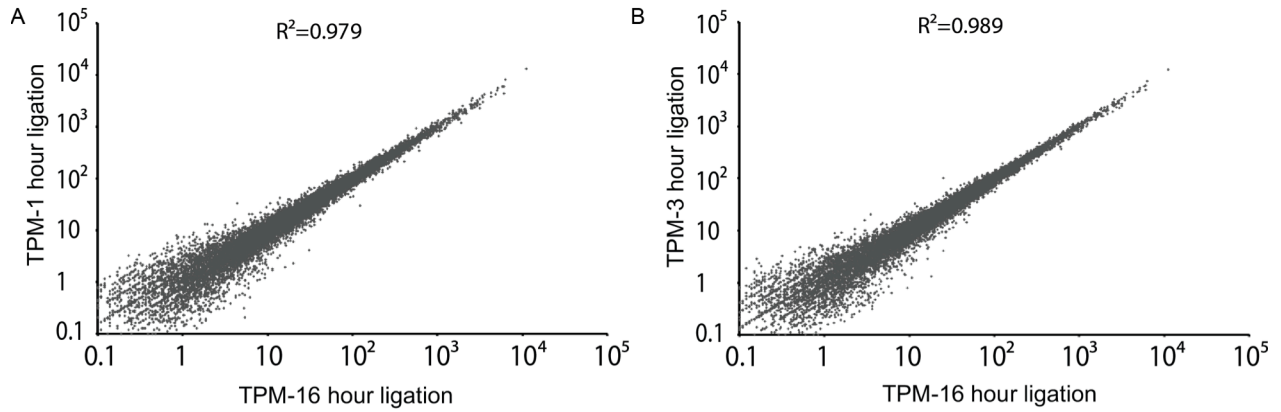 A
R²=0.979
TPM-1 hour ligation
10⁵
10⁴
10³
10²
10
1
0.1
0.1 1 10 10² 10³ 10⁴ 10⁵
TPM-16 hour ligation
B
R²=0.989
TPM-3 hour ligation
10⁵
10⁴
10³
10²
10
1
0.1
0.1 1 10 10² 10³ 10⁴ 10⁵
TPM-16 hour ligation